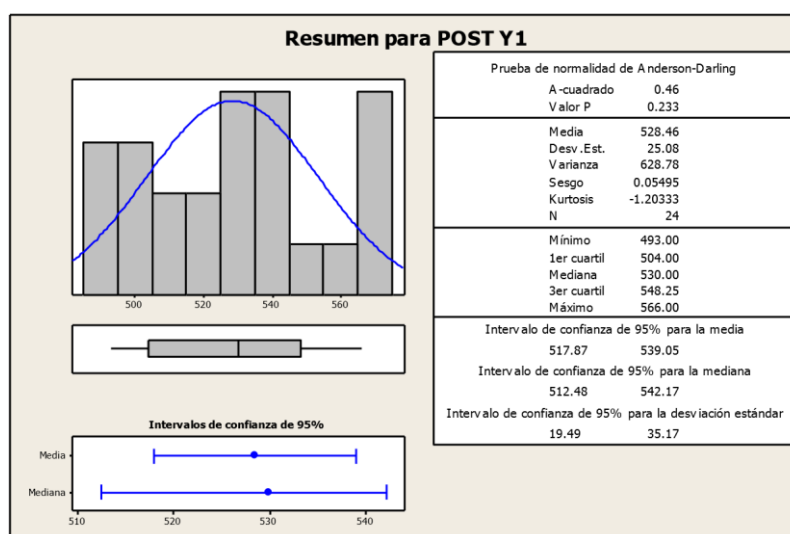 Resumen para POST Y1
500 520 540 560
Intervalos de confianza de 95%
Media
Mediana
510 520 530 540
Prueba de normalidad de Anderson-Darling
A-cuadrado 0.46
Valor P 0.233
Media 528.46
Desv.Est. 25.08
Varianza 628.78
Sesgo 0.05495
Kurtosis -1.20333
N 24
Mínimo 493.00
1er cuartil 504.00
Mediana 530.00
3er cuartil 548.25
Máximo 566.00
Intervalo de confianza de 95% para la media
517.87 539.05
Intervalo de confianza de 95% para la mediana
512.48 542.17
Intervalo de confianza de 95% para la desviación estándar
19.49 35.17